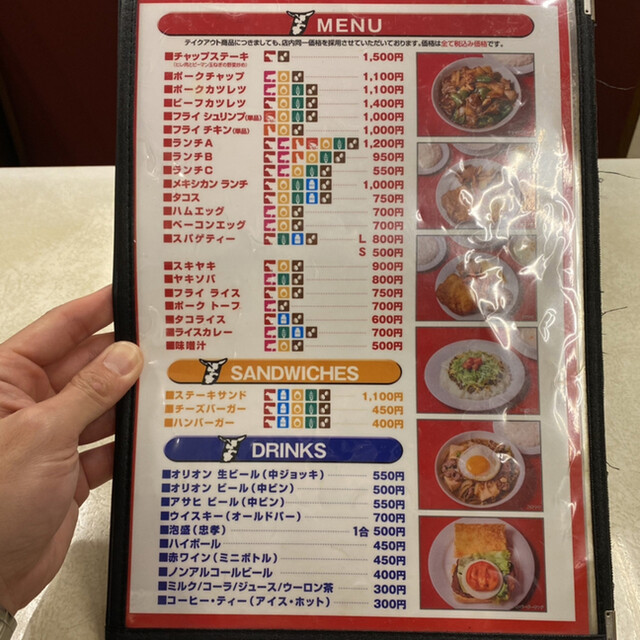 MENU
テイクアウト商品につきましても、店内同一価格を採用させていただいております。価格は全て税込み価格です。
■チャップステーキ 1,500円
(ヒレ肉とピーマン玉ねぎの野菜炒め)
■ポークチャップ 1,100円
■ポークカツレツ 1,100円
■ビーフカツレツ 1,400円
■フライ シュリンプ(単品) 1,000円
■フライ チキン(単品) 1,000円
■ランチA 1,200円
■ランチB 950円
■ランチC 550円
■メキシカン ランチ 1,000円
■タコス 750円
■ハムエッグ 700円
■ベーコンエッグ 700円
■スパゲティー L 800円
S 500円
■スキヤキ 900円
■ヤキソバ 800円
■フライ ライス 750円
■ポーク トーフ 700円
■タコライス 600円
■ライスカレー 700円
■味噌汁 500円
SANDWICHES
■ステーキサンド 1,100円
■チーズバーガー 450円
■ハンバーガー 400円
DRINKS
■オリオン 生ビール(中ジョッキ) 550円
■オリオン ビール(中ビン) 500円
■アサヒ ビール(中ビン) 550円
■ウイスキー(オールドバー) 700円
■泡盛(忠孝) 1合 500円
■ハイボール 450円
■赤ワイン(ミニボトル) 450円
■ノンアルコールビール 400円
■ミルク/コーラ/ジュース/ウーロン茶 300円
■コーヒー・ティー(アイス・ホット) 300円